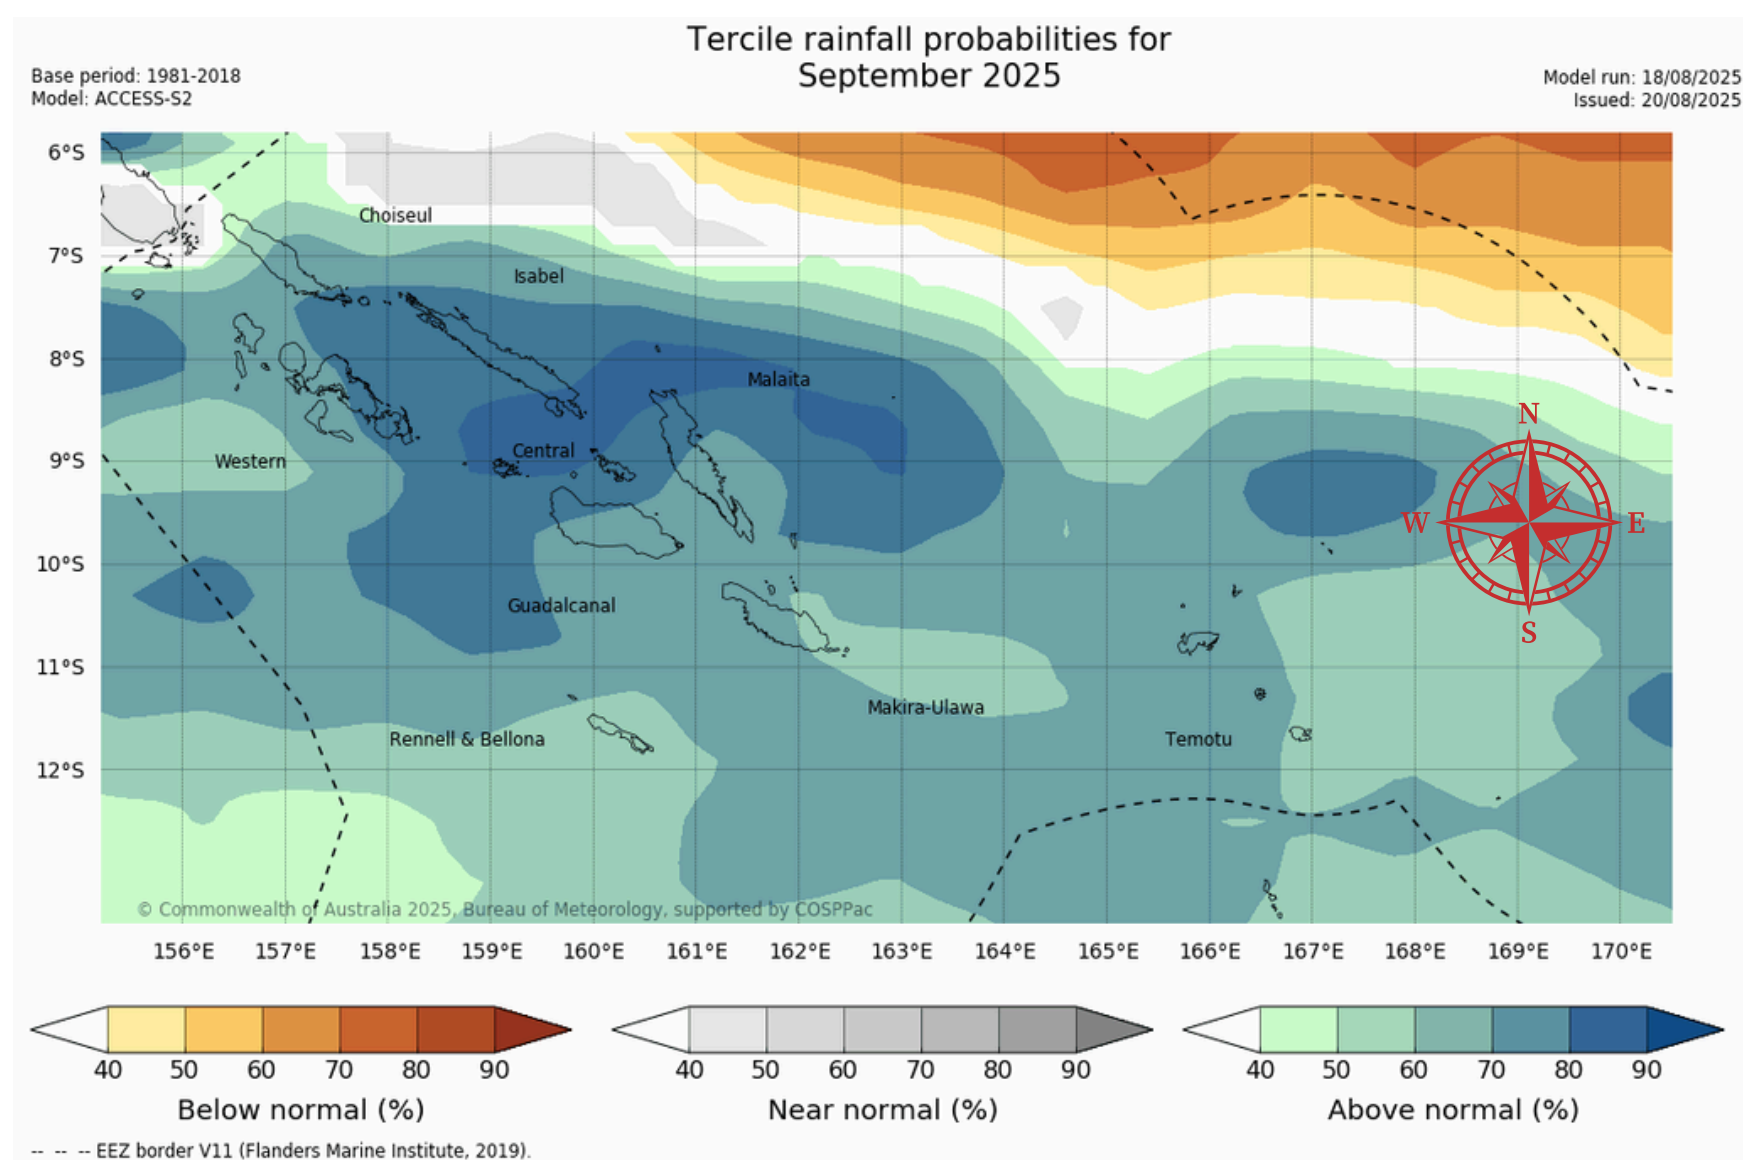 Tercile rainfall probabilities for
September 2025
Base period: 1981-2018
Model: ACCESS-S2
Model run: 18/08/2025
Issued: 20/08/2025
6°S
Choiseul
7°S
Isabel
8°S
Malaita
N
Central
9°S
Western
W
E
10°S
Guadalcanal
S
11°S
Makira-Ulawa
Rennell & Bellona
Temotu
12°S
© Commonwealth of Australia 2025, Bureau of Meteorology, supported by COSPPac
156°E 157°E 158°E 159°E 160°E 161°E 162°E 163°E 164°E 165°E 166°E 167°E 168°E 169°E 170°E
40 50 60 70 80 90
Below normal (%)
40 50 60 70 80 90
Near normal (%)
40 50 60 70 80 90
Above normal (%)
-- -- -- EEZ border V11 (Flanders Marine Institute, 2019).